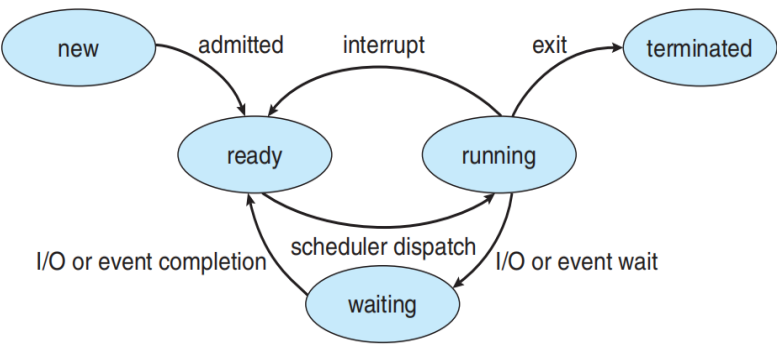 new
admitted
interrupt
exit
terminated
ready
running
scheduler dispatch
I/O or event completion
I/O or event wait
waiting